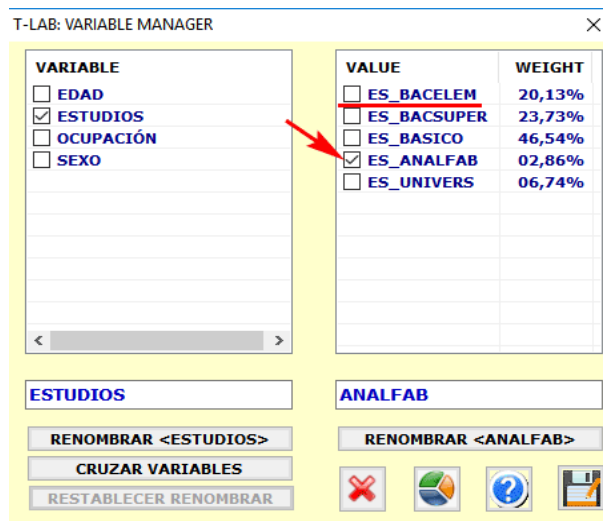 T-LAB: VARIABLE MANAGER
VARIABLE
EDAD
ESTUDIOS
OCUPACIÓN
SEXO
VALUE WEIGHT
ES_BACELEM 20,13%
ES_BACSUPER 23,73%
ES_BASICO 46,54%
ES_ANALFAB 02,86%
ES_UNIVERS 06,74%
ESTUDIOS
ANALFAB
RENOMBRAR <ESTUDIOS>
CRUZAR VARIABLES
RESTABLECER RENOMBRAR
RENOMBRAR <ANALFAB>